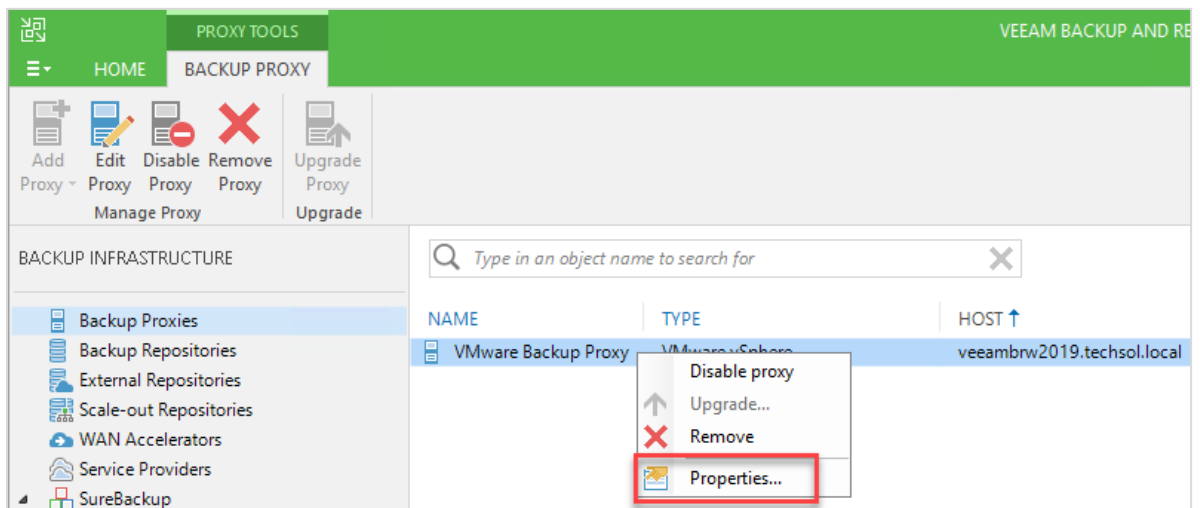 PROXY TOOLS
VEEAM BACKUP AND RE
HOME
BACKUP PROXY
Add Proxy
Edit Proxy
Disable Proxy
Remove Proxy
Upgrade Proxy
Manage Proxy
Upgrade
BACKUP INFRASTRUCTURE
Type in an object name to search for
Backup Proxies
Backup Repositories
External Repositories
Scale-out Repositories
WAN Accelerators
Service Providers
SureBackup
NAME TYPE HOST
VMware Backup Proxy VMware vSphere veeambrw2019.techsol.local
Disable proxy
Upgrade...
Remove
Properties...